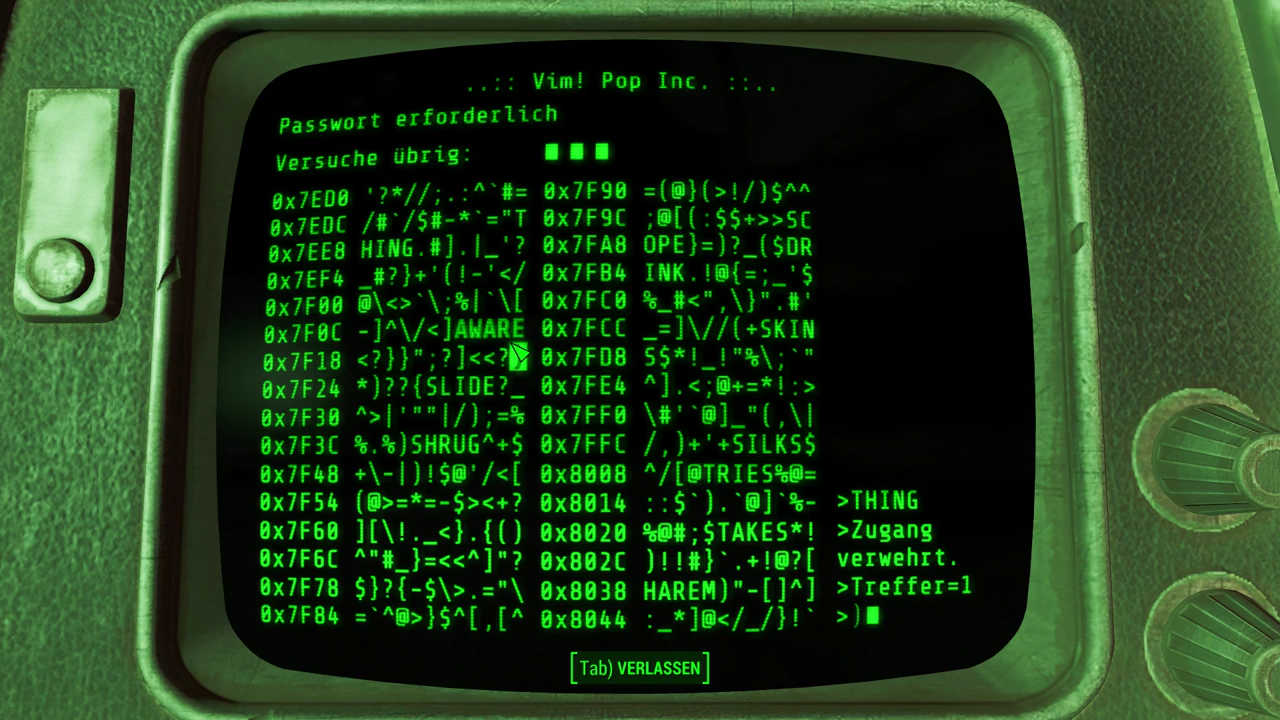 ..:: Vim! Pop Inc. ::..
Passwort erforderlich
Versuche übrig:
0x7ED0 '?*//;.:^`#= 0x7F90 =(@}(>!/)$^^
0x7EDC /#`/$#-*`="T 0x7F9C ;@[(:$$+>>SC
0x7EE8 HING.#].|_'? 0x7FA8 OPE}=)?_($DR
0x7EF4 _#?}+'(!-'</ 0x7FB4 INK.!@{=;_'$
0x7F00 @\<>`\;%|`\[ 0x7FC0 %_#<",\}".#'
0x7F0C -]^\/<]AWARE 0x7FCC _=]\//(+SKIN
0x7F18 <?}}";?]<<? 0x7FD8 S$*!_!"%\;`"
0x7F24 *)??{SLIDE?_ 0x7FE4 ^].<;@+=*!:>
0x7F30 ^>|'""|/);=% 0x7FF0 \#'`@]_"(,\|
0x7F3C %.%)SHRUG^+$ 0x7FFC /,)+'+SILKS$
0x7F48 +\-|)!$@'/<[ 0x8008 ^/[@TRIES%@=
0x7F54 (@>=*=-$><+? 0x8014 ::$`).`@]`%- >THING
0x7F60 ][\!._<}.{() 0x8020 %@#;$TAKES*! >Zugang
0x7F6C ^"#_}=<<^]"? 0x802C )!!#}`.+!@?[ verwehrt.
0x7F78 $}?{-$\>.="\ 0x8038 HAREM)"-[]^] >Treffer=1
0x7F84 =`^@>}$^[,[^ 0x8044 :_*]@</_/}!` >)
Tab) VERLASSEN